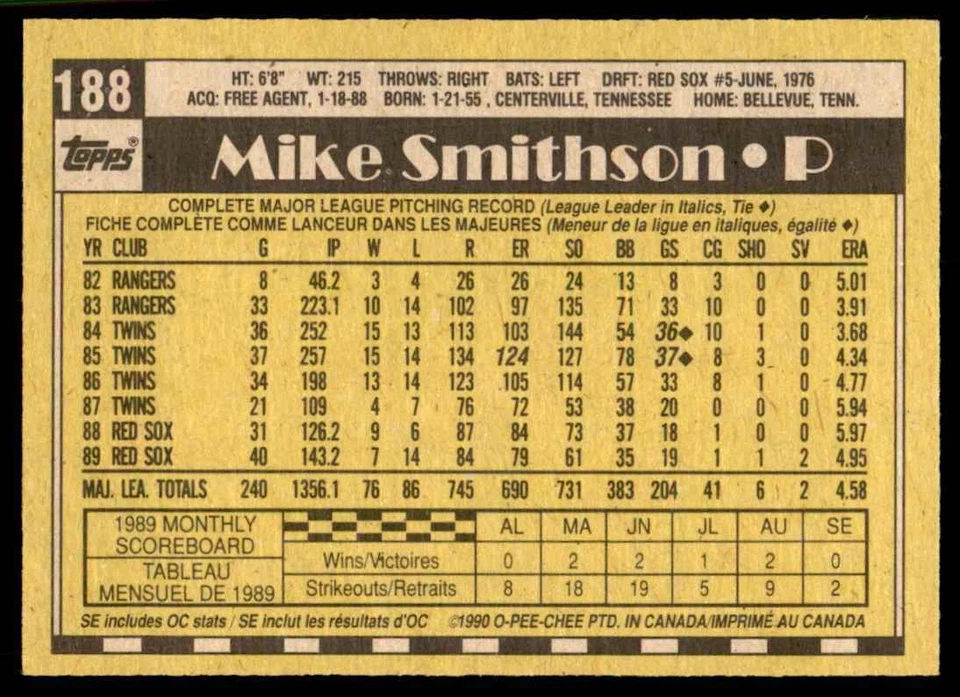 188
HT: 6'8" WT: 215 THROWS: RIGHT BATS: LEFT DRFT: RED SOX #5-JUNE, 1976
ACQ: FREE AGENT, 1-18-88 BORN: 1-21-55, CENTERVILLE, TENNESSEE HOME: BELLEVUE, TENN.
topps®
Mike Smithson • P
COMPLETE MAJOR LEAGUE PITCHING RECORD (League Leader in Italics, Tie ♦)
FICHE COMPLÈTE COMME LANCEUR DANS LES MAJEURES (Meneur de la ligue en italiques, égalité ♦)
YR CLUB G IP W L R ER SO BB GS CG SHO SV ERA
82 RANGERS 8 46.2 3 4 26 26 24 13 8 3 0 0 5.01
83 RANGERS 33 223.1 10 14 102 97 135 71 33 10 0 0 3.91
84 TWINS 36 252 15 13 113 103 144 54 36♦ 10 1 0 3.68
85 TWINS 37 257 15 14 134 124 127 78 37♦ 8 3 0 4.34
86 TWINS 34 198 13 14 123 105 114 57 33 8 1 0 4.77
87 TWINS 21 109 4 7 76 72 53 38 20 0 0 0 5.94
88 RED SOX 31 126.2 9 6 87 84 73 37 18 1 0 0 5.97
89 RED SOX 40 143.2 7 14 84 79 61 35 19 1 1 2 4.95
MAJ. LEA. TOTALS 240 1356.1 76 86 745 690 731 383 204 41 6 2 4.58
1989 MONTHLY
SCOREBOARD
TABLEAU
MENSUEL DE 1989
AL MA JN JL AU SE
Wins/Victoires 0 2 2 1 2 0
Strikeouts/Retraits 8 18 19 5 9 2
SE includes OC stats / SE inclut les résultats d'OC ©1990 O-PEE-CHEE PTD. IN CANADA/IMPRIMÉ AU CANADA